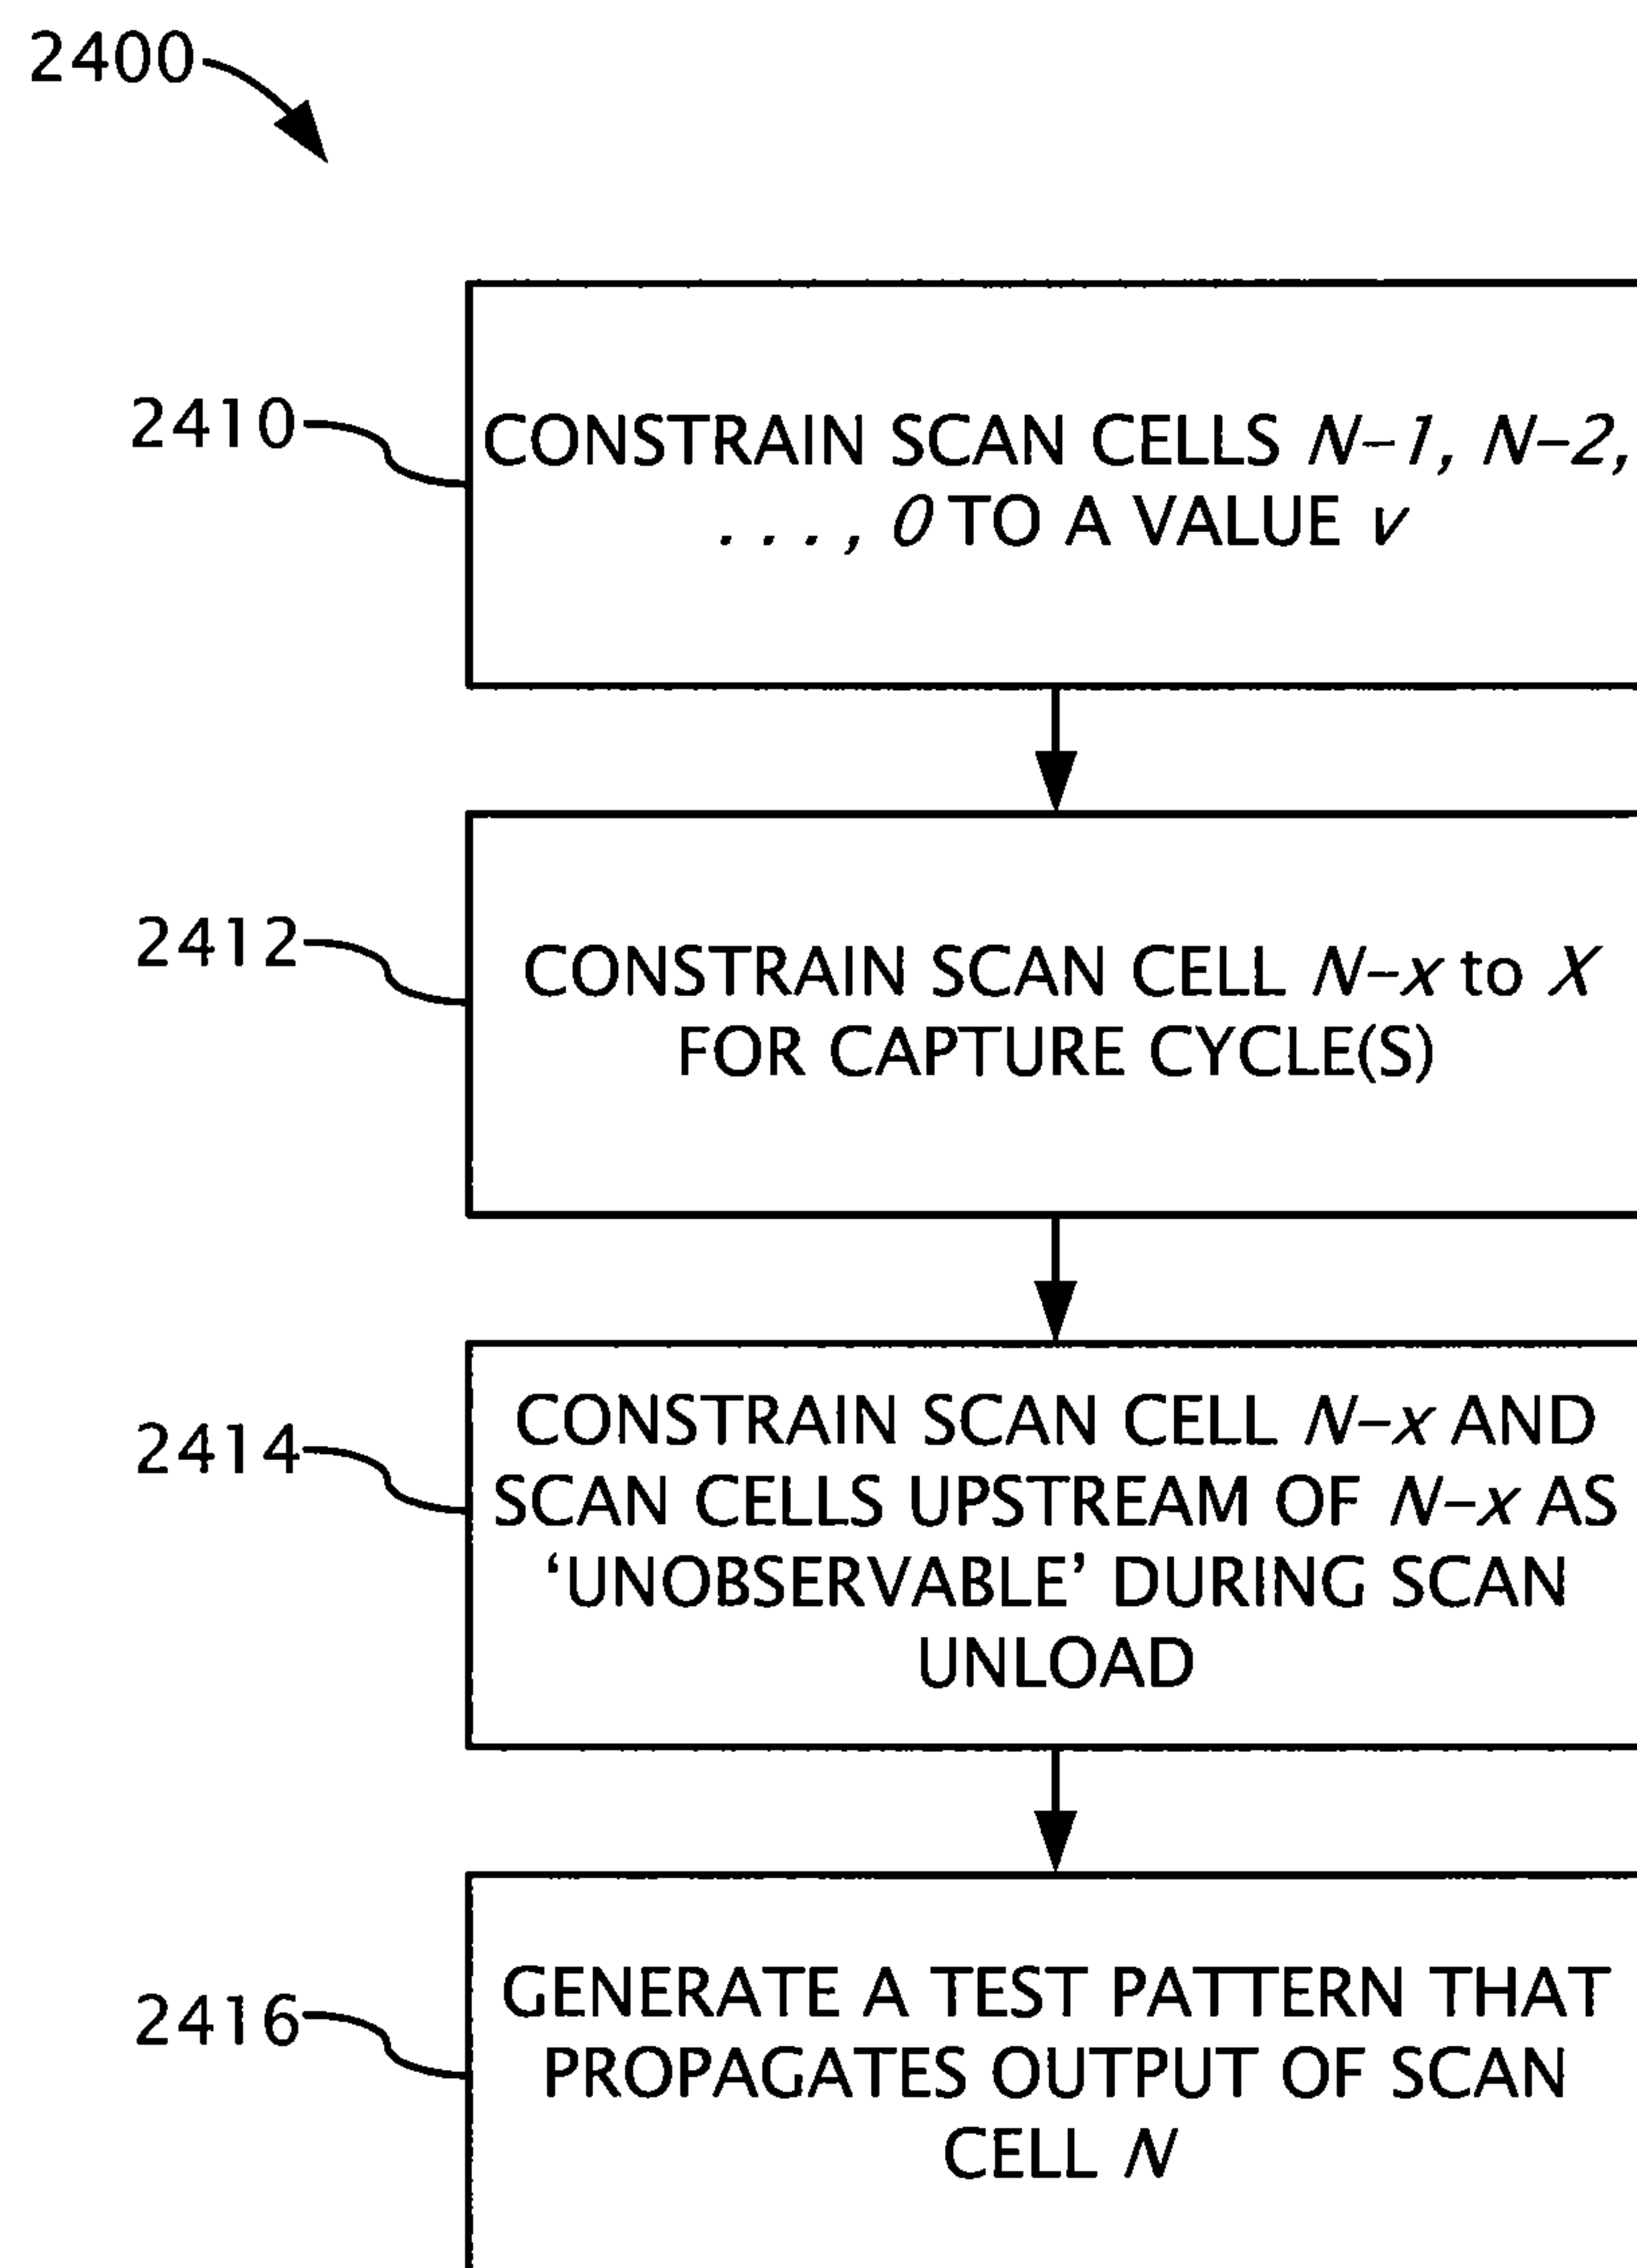 2400
2410
CONSTRAIN SCAN CELLS N-1, N-2,
. . . , 0 TO A VALUE v
2412
CONSTRAIN SCAN CELL N-x to X
FOR CAPTURE CYCLE(S)
2414
CONSTRAIN SCAN CELL N-x AND
SCAN CELLS UPSTREAM OF N-x AS
‘UNOBSERVABLE’ DURING SCAN
UNLOAD
2416
GENERATE A TEST PATTERN THAT
PROPAGATES OUTPUT OF SCAN
CELL N